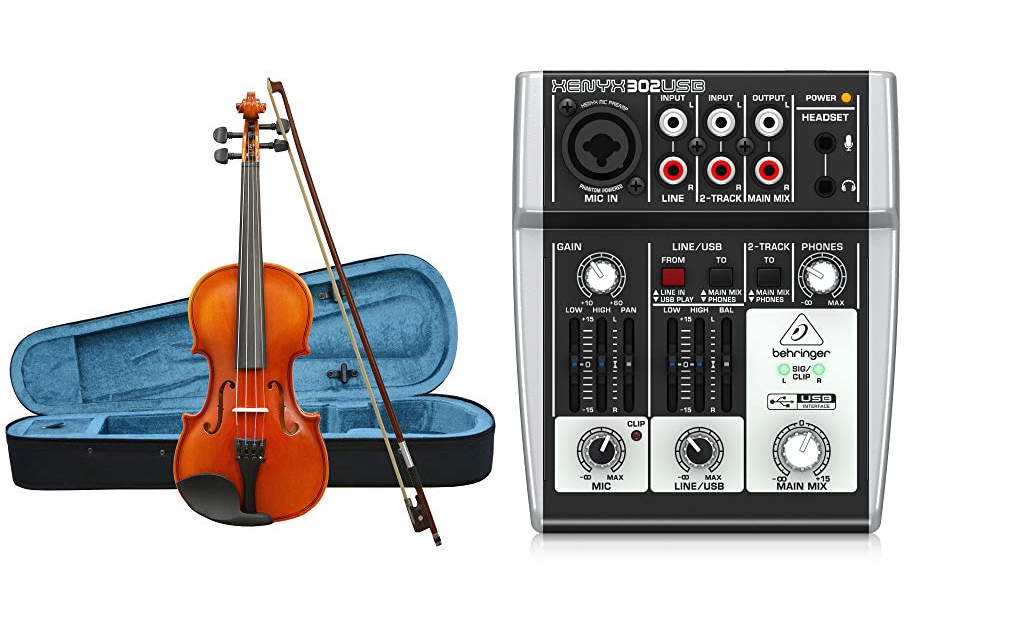 XENYX302USB
XENYX MIC PREAMP
PHANTOM POWERED
MIC IN
INPUT L
R
LINE
INPUT L
R
2-TRACK
OUTPUT L
R
MAIN MIX
POWER
HEADSET
GAIN
+10 +60
LINE/USB
FROM TO
▲LINE IN ▲MAIN MIX
▼USB PLAY ▼PHONES
2-TRACK
TO
▲MAIN MIX
▼PHONES
PHONES
-∞ MAX
LOW HIGH PAN
+15 L
0
-15 R
LOW HIGH BAL
+15 L
0
-15 R
behringer
SIG/
L CLIP R
USB
INTERFACE
CLIP
-∞ MAX
MIC
-∞ MAX
LINE/USB
0
-∞ +15
MAIN MIX